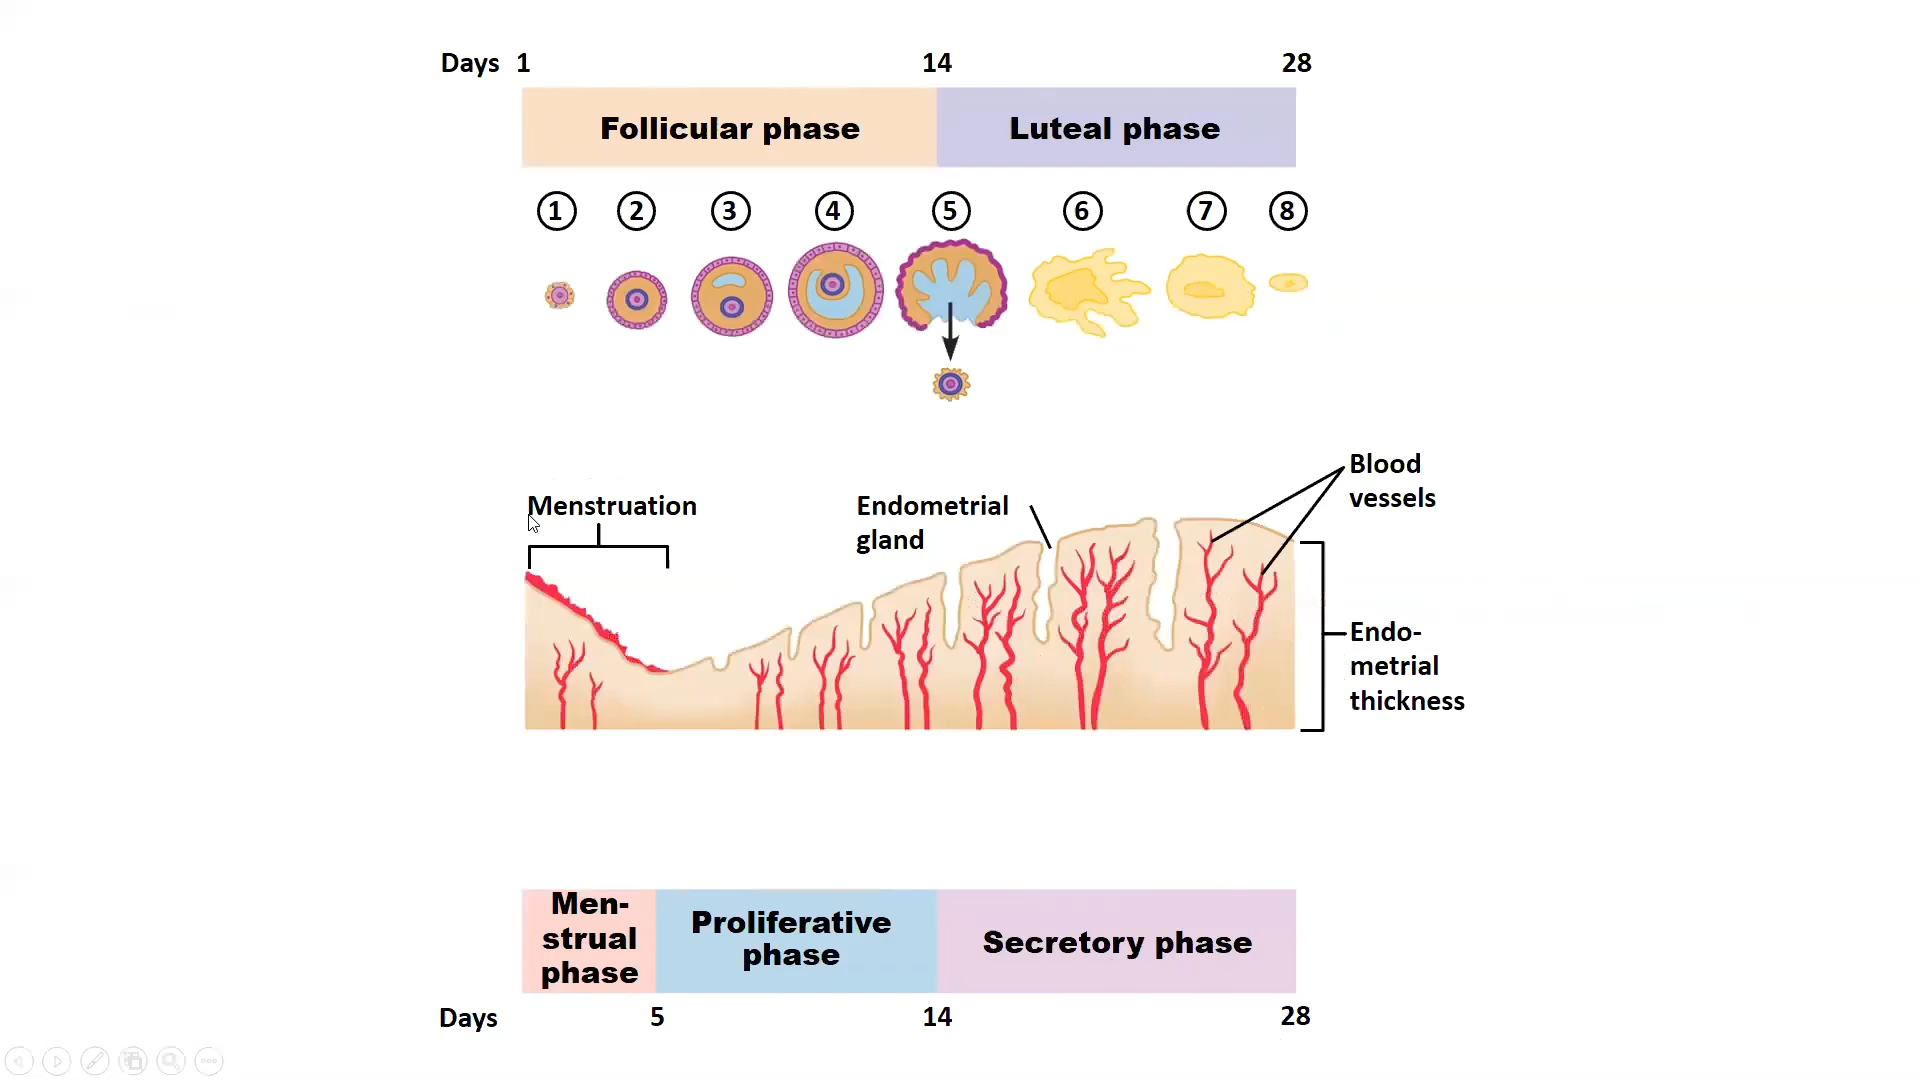 Days 1 14 28
Follicular phase Luteal phase
1 2 3 4 5 6 7 8
Menstruation
Endometrial
gland
Blood
vessels
Endo-
metrial
thickness
Men-
strual
phase
Proliferative
phase
Secretory phase
Days 5 14 28